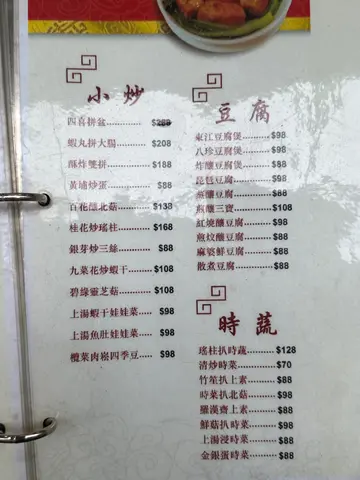 小炒
四喜拼盆............$288
蝦丸拼大腸............$208
酥炸雙拼............$188
黃埔炒蛋............$88
百花釀北菇............$138
桂花炒瑤柱............$168
銀芽炒三絲............$88
九菜花炒蝦干............$108
碧綠靈芝菇............$108
上湯蝦干娃娃菜............$98
上湯魚肚娃娃菜............$98
欖菜肉崧四季豆............$98
豆腐
東江豆腐煲............$98
八珍豆腐煲............$98
炸釀豆腐煲............$88
琵琶豆腐............$88
蒸釀豆腐............$88
煎釀三寶............$108
紅燒釀豆腐............$98
煎炆釀豆腐............$88
麻婆鮮豆腐............$88
散煮豆腐............$88
時蔬
瑤柱扒時蔬............$128
清炒時菜............$70
竹笙扒上素............$88
時菜扒北菇............$98
羅漢齋上素............$88
鮮菇扒時菜............$98
上湯浸時菜............$88
金銀蛋時菜............$88